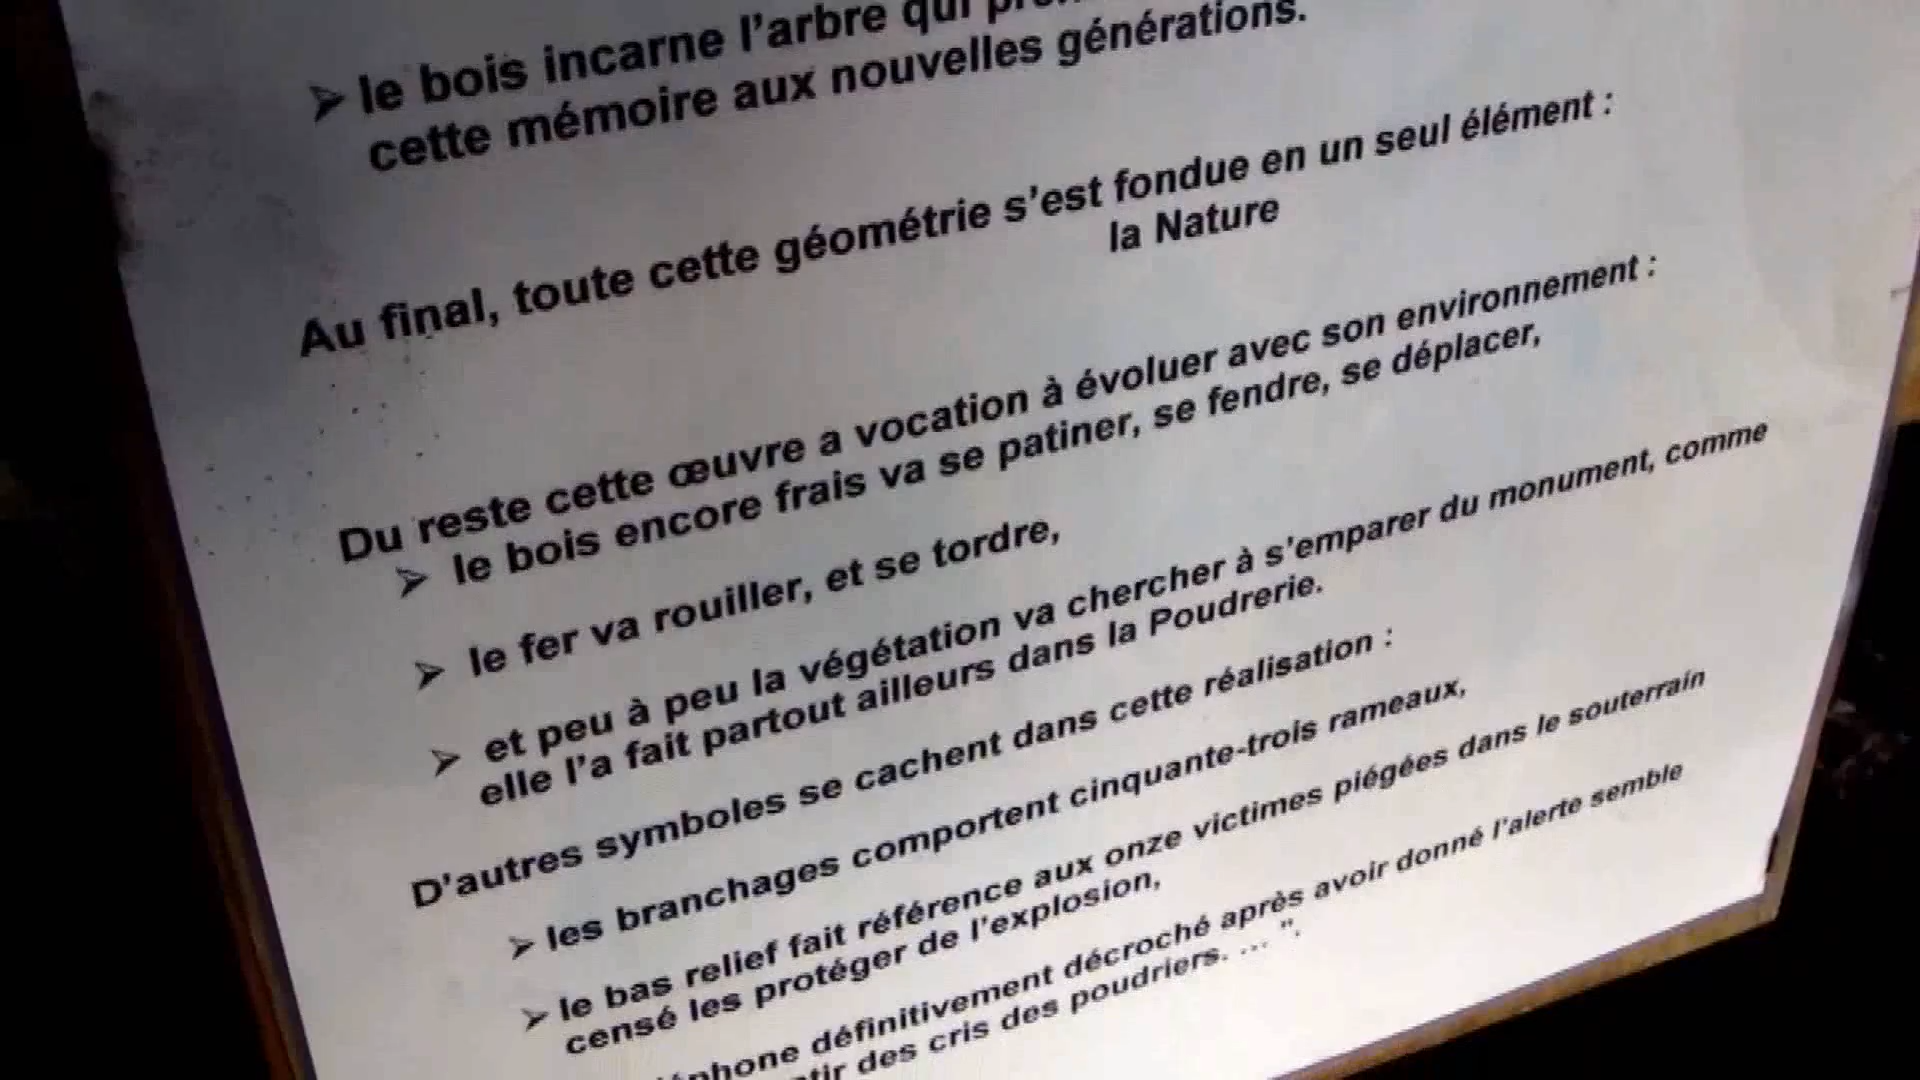 ➢ le bois incarne l'arbre qui
cette mémoire aux nouvelles générations.
Au final, toute cette géométrie s'est fondue en un seul élément :
la Nature
Du reste cette œuvre a vocation à évoluer avec son environnement :
➢ le bois encore frais va se patiner, se fendre, se déplacer,
➢ le fer va rouiller, et se tordre,
➢ et peu à peu la végétation va chercher à s'emparer du monument, comme
elle l'a fait partout ailleurs dans la Poudrerie.
D'autres symboles se cachent dans cette réalisation :
➢ les branchages comportent cinquante-trois rameaux,
➢ le bas relief fait référence aux onze victimes piégées dans le souterrain
censé les protéger de l'explosion,
définitivement décroché après avoir donné l'alerte semble
des cris des poudriers. ... ".